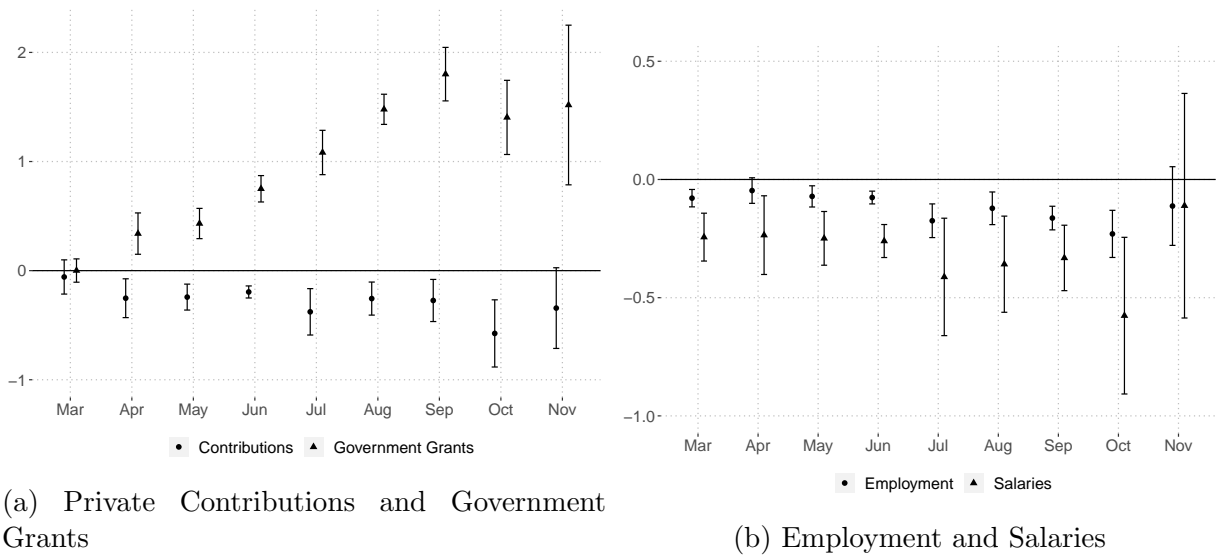 2
1
0
−1
Mar Apr May Jun Jul Aug Sep Oct Nov
Contributions Government Grants
(a) Private Contributions and Government
Grants
0.5
0.0
−0.5
−1.0
Mar Apr May Jun Jul Aug Sep Oct Nov
Employment Salaries
(b) Employment and Salaries